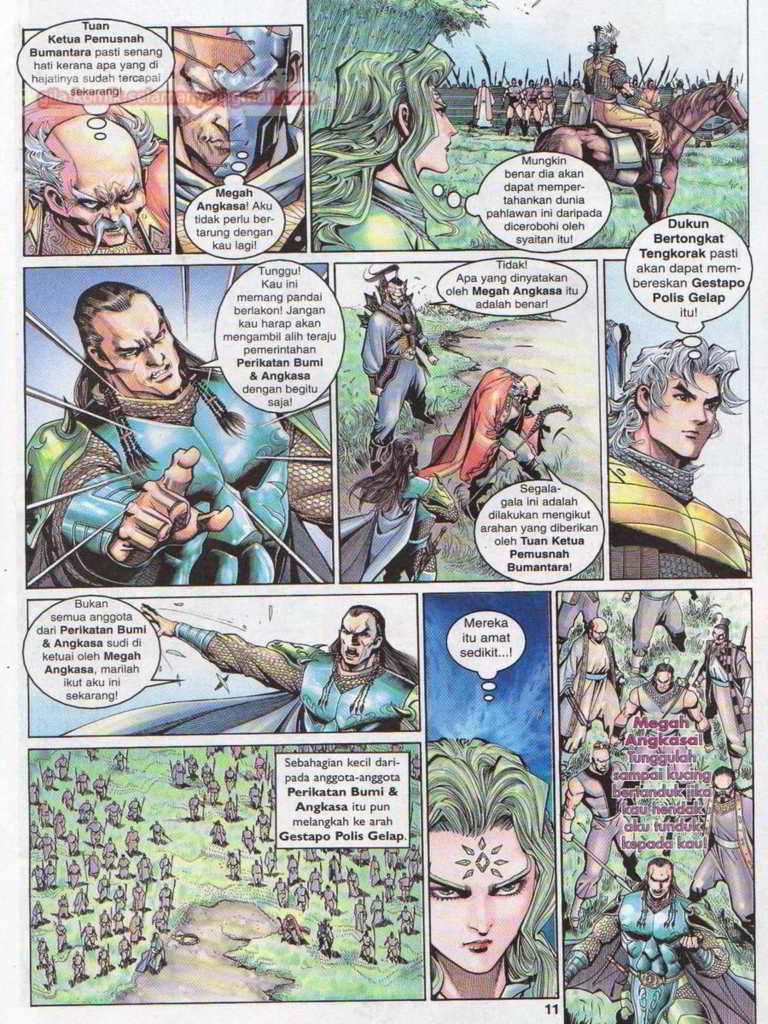 Tuan
Ketua Pemusnah
Bumantara pasti senang
hati kerana apa yang di
hajatinya sudah tercapai
sekarang!
Megah
Angkasa! Aku
tidak perlu ber-
tarung dengan
kau lagi!
Mungkin
benar dia akan
dapat memper-
tahankan dunia
pahlawan ini daripada
dicerobohi oleh
syaitan itu!
Dukun
Bertongkat
Tengkorak pasti
akan dapat mem-
bereskan Gestapo
Polis Gelap
itu!
Tunggu!
Kau ini
memang pandai
berlakon! Jangan
kau harap akan
mengambil alih teraju
pemerintahan
Perikatan Bumi
& Angkasa
dengan begitu
saja!
Tidak!
Apa yang dinyatakan
oleh Megah Angkasa itu
adalah benar!
Segala-
gala ini adalah
dilakukan mengikut
arahan yang diberikan
oleh Tuan Ketua
Pemusnah
Bumantara!
Bukan
semua anggota
dari Perikatan Bumi
& Angkasa sudi di
ketuai oleh Megah
Angkasa, marilah
ikut aku ini
sekarang!
Mereka
itu amat
sedikit...!
Megah
Angkasa!
Tunggulah
sampai kucing
bertanduk jika
kau hendak
aku tunduk
kepada kau!
Sebahagian kecil dari-
pada anggota-anggota
Perikatan Bumi &
Angkasa itu pun
melangkah ke arah
Gestapo Polis Gelap.
11